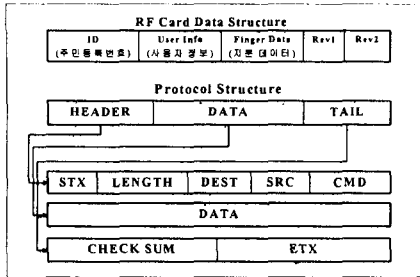 RF Card Data Structure
ID User Info Finger Data Rev1 Rev2
(주민등록번호) (사용자 정보) (지문 데이터)
Protocol Structure
HEADER DATA TAIL
STX LENGTH DEST SRC CMD
DATA
CHECK SUM ETX